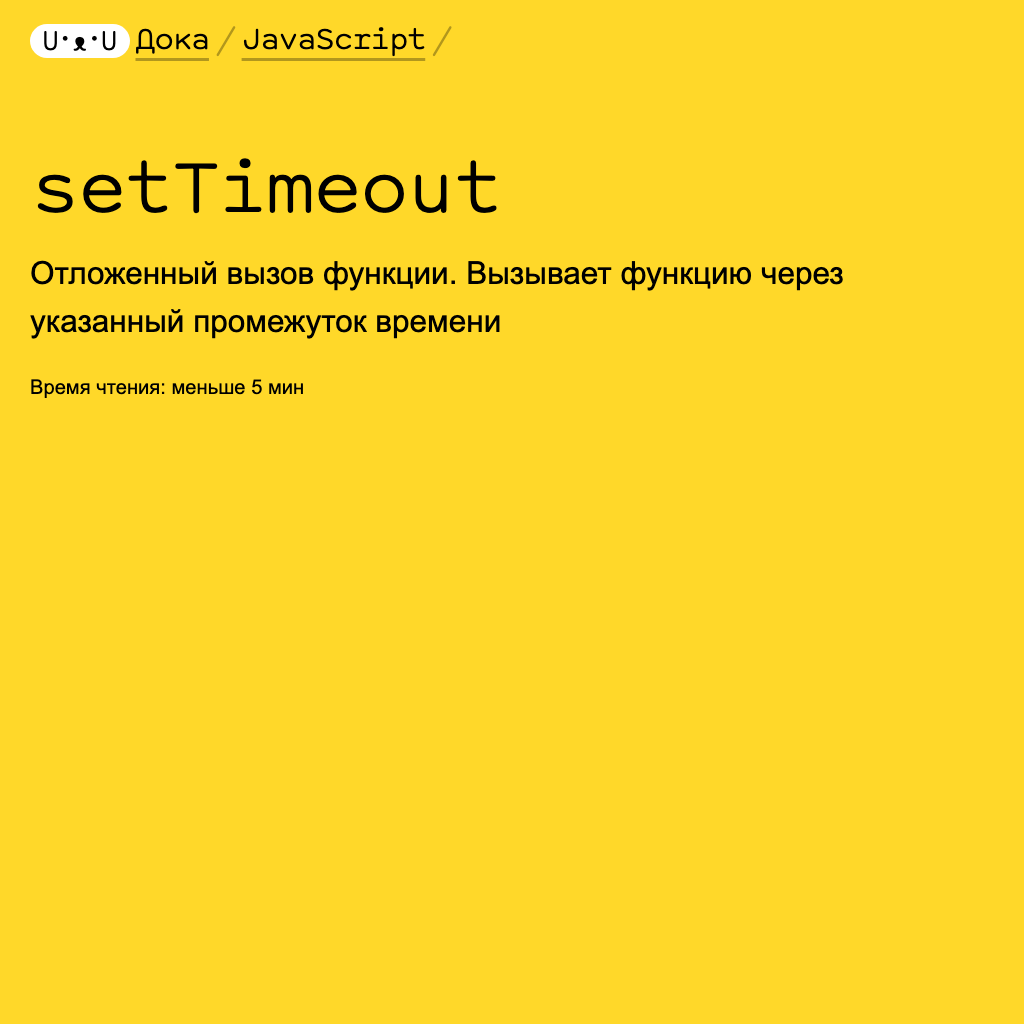 U·ᴥ·U Дока / JavaScript /
setTimeout
Отложенный вызов функции. Вызывает функцию через
указанный промежуток времени
Время чтения: меньше 5 мин